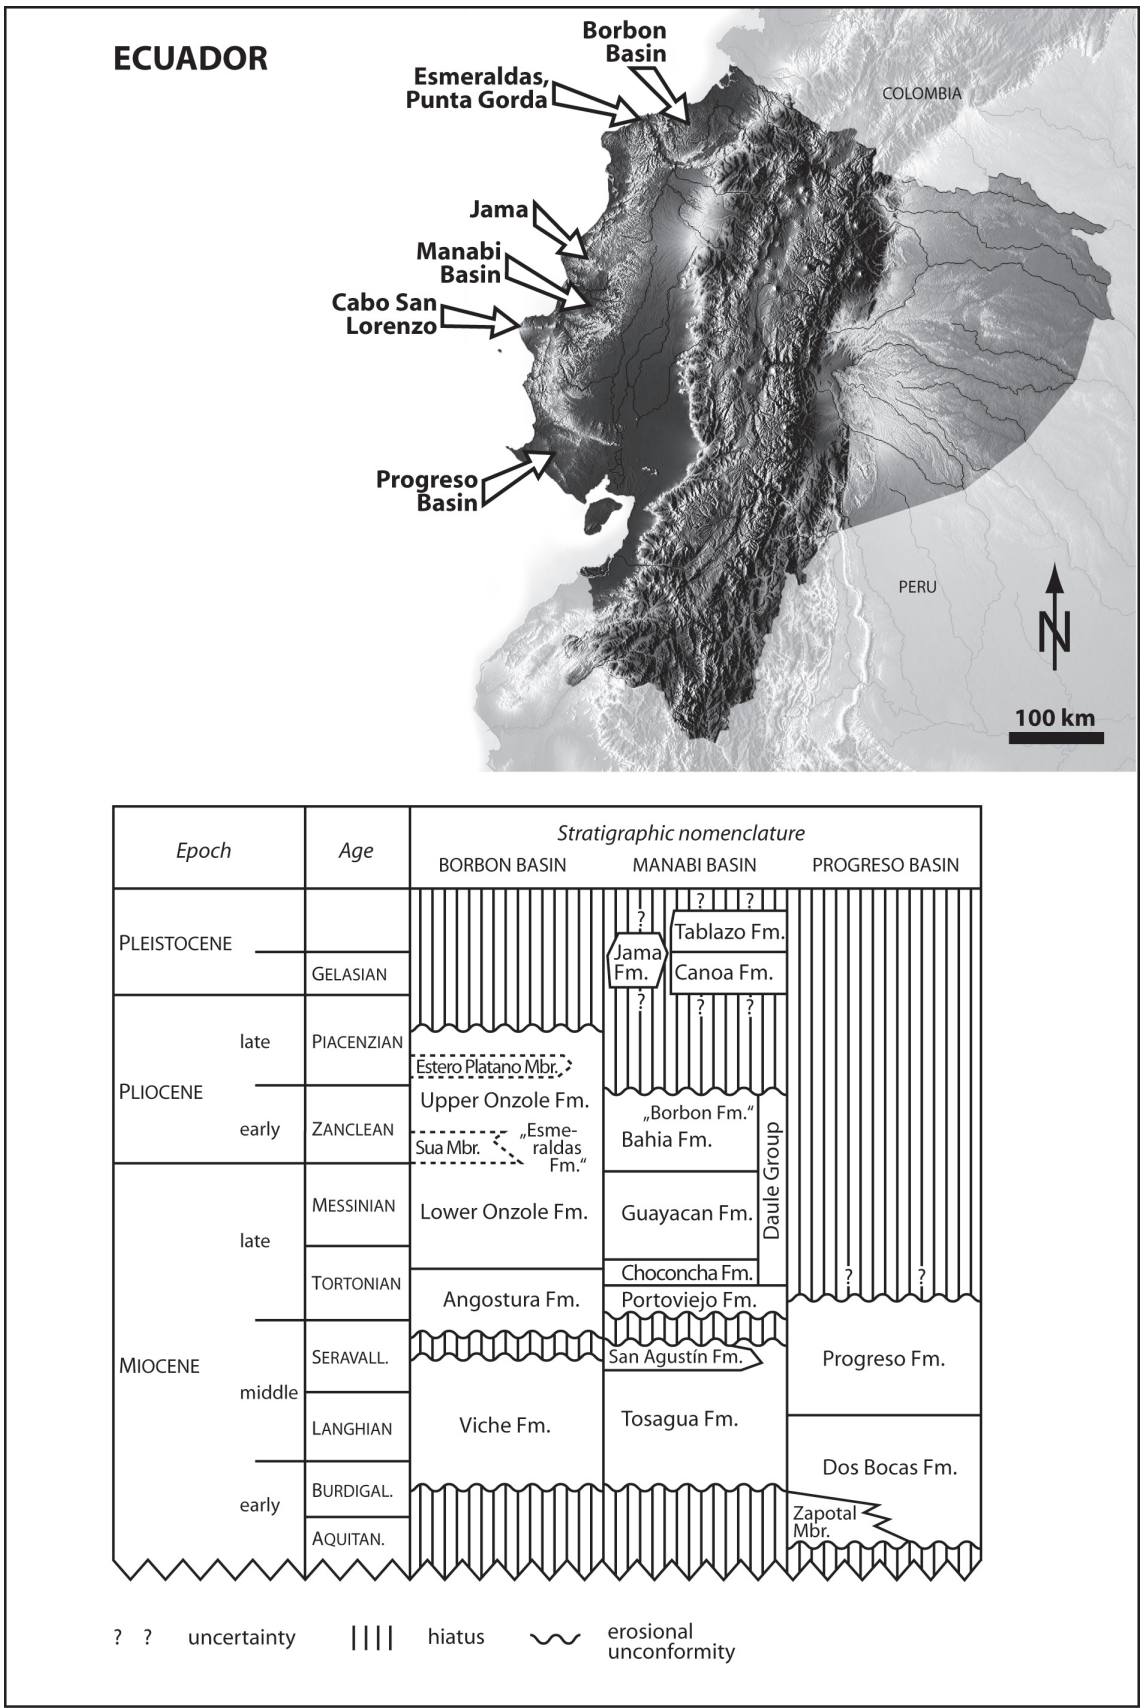 ECUADOR
Borbon
Basin
Esmeraldas,
Punta Gorda
COLOMBIA
Jama
Manabi
Basin
Cabo San
Lorenzo
Progreso
Basin
PERU
N
100 km
Epoch
Age
Stratigraphic nomenclature
BORBON BASIN
MANABI BASIN
PROGRESO BASIN
? ?
?
PLEISTOCENE
Tablazo Fm.
Jama
Fm.
GELASIAN
Canoa Fm.
? ? ?
late
PIACENZIAN
Estero Platano Mbr.
PLIOCENE
Upper Onzole Fm.
„Borbon Fm.“
early
ZANCLEAN
Sua Mbr.
„Esme-
raldas
Fm.“
Bahia Fm.
Daule Group
MESSINIAN
Lower Onzole Fm.
Guayacan Fm.
late
TORTONIAN
Choconcha Fm.
? ?
Angostura Fm.
Portoviejo Fm.
MIOCENE
SERAVALL.
San Agustín Fm.
Progreso Fm.
middle
LANGHIAN
Viche Fm.
Tosagua Fm.
Dos Bocas Fm.
early
BURDIGAL.
Zapotal
Mbr.
AQUITAN.
? ? uncertainty
hiatus
erosional
unconformity